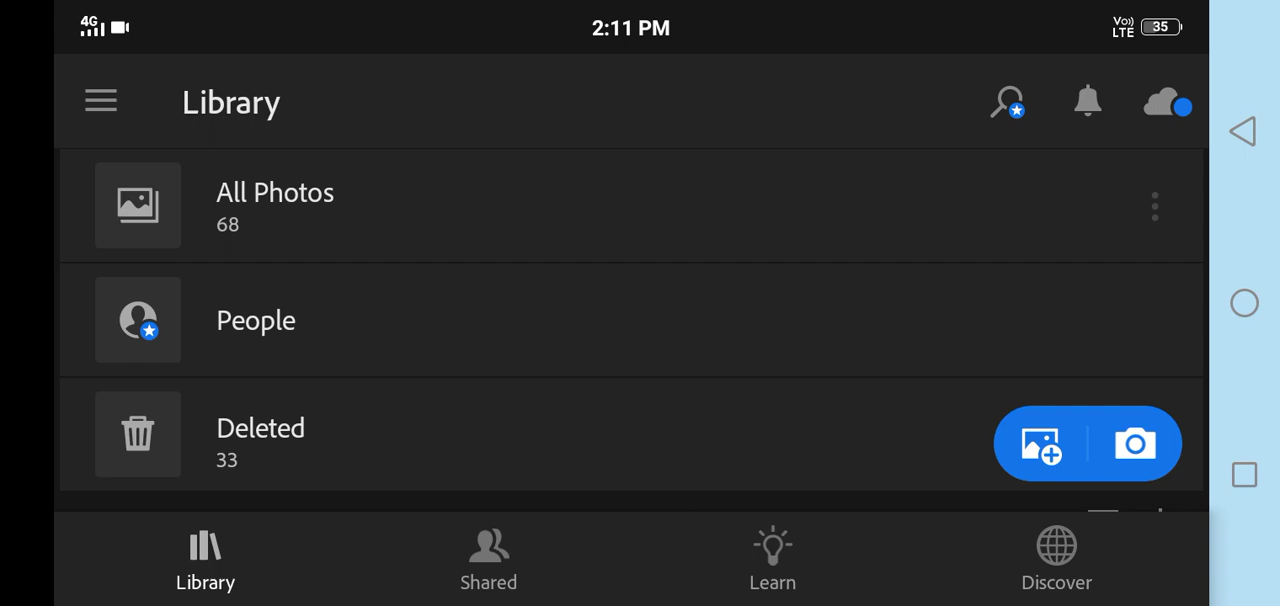 4G
2:11 PM
Vo))
LTE
35
Library
All Photos
68
People
Deleted
33
Library
Shared
Learn
Discover